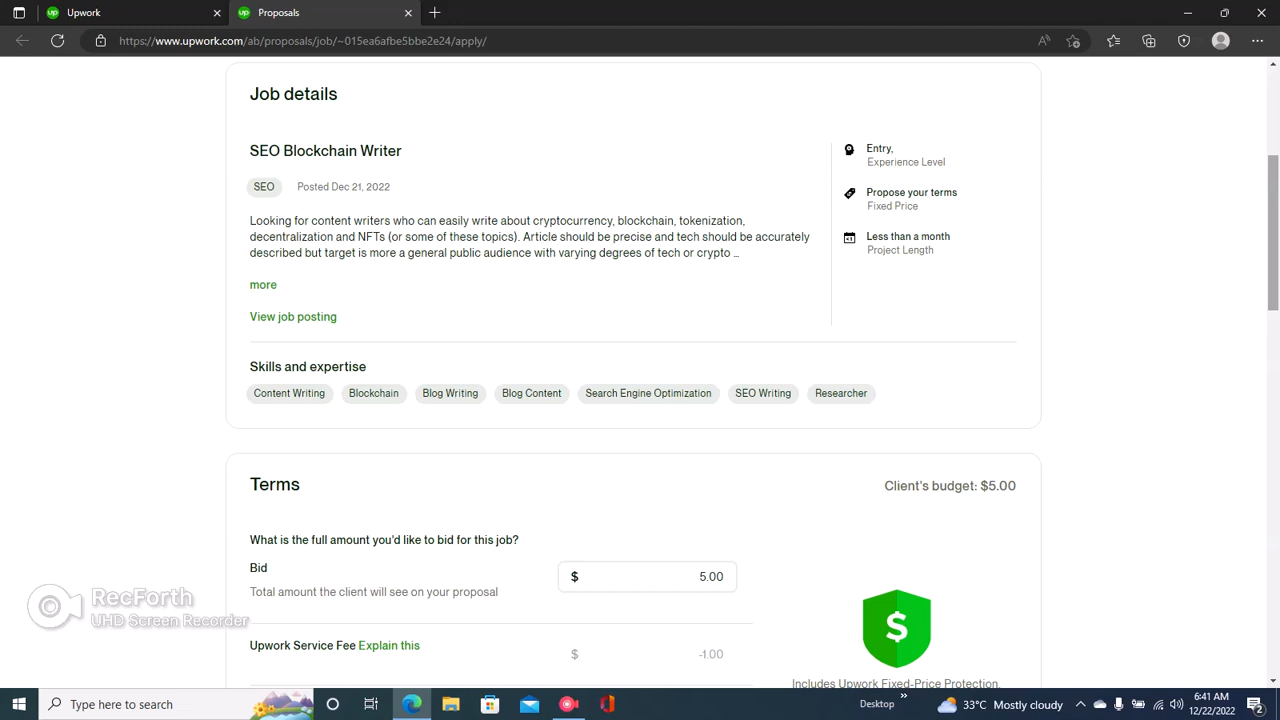 Upwork
Proposals
https://www.upwork.com/ab/proposals/job/~015ea6afbe5bbe2e24/apply/
Job details
SEO Blockchain Writer
SEO Posted Dec 21, 2022
Looking for content writers who can easily write about cryptocurrency, blockchain, tokenization,
decentralization and NFTs (or some of these topics). Article should be precise and tech should be accurately
described but target is more a general public audience with varying degrees of tech or crypto ...
more
View job posting
Entry,
Experience Level
Propose your terms
Fixed Price
Less than a month
Project Length
Skills and expertise
Content Writing Blockchain Blog Writing Blog Content Search Engine Optimization SEO Writing Researcher
Terms
Client's budget: $5.00
What is the full amount you'd like to bid for this job?
Bid
Total amount the client will see on your proposal
$ 5.00
Upwork Service Fee Explain this
$ -1.00
Includes Upwork Fixed-Price Protection.
RecForth
UHD Screen Recorder
Type here to search
Desktop
33°C Mostly cloudy
6:41 AM
12/22/2022
2